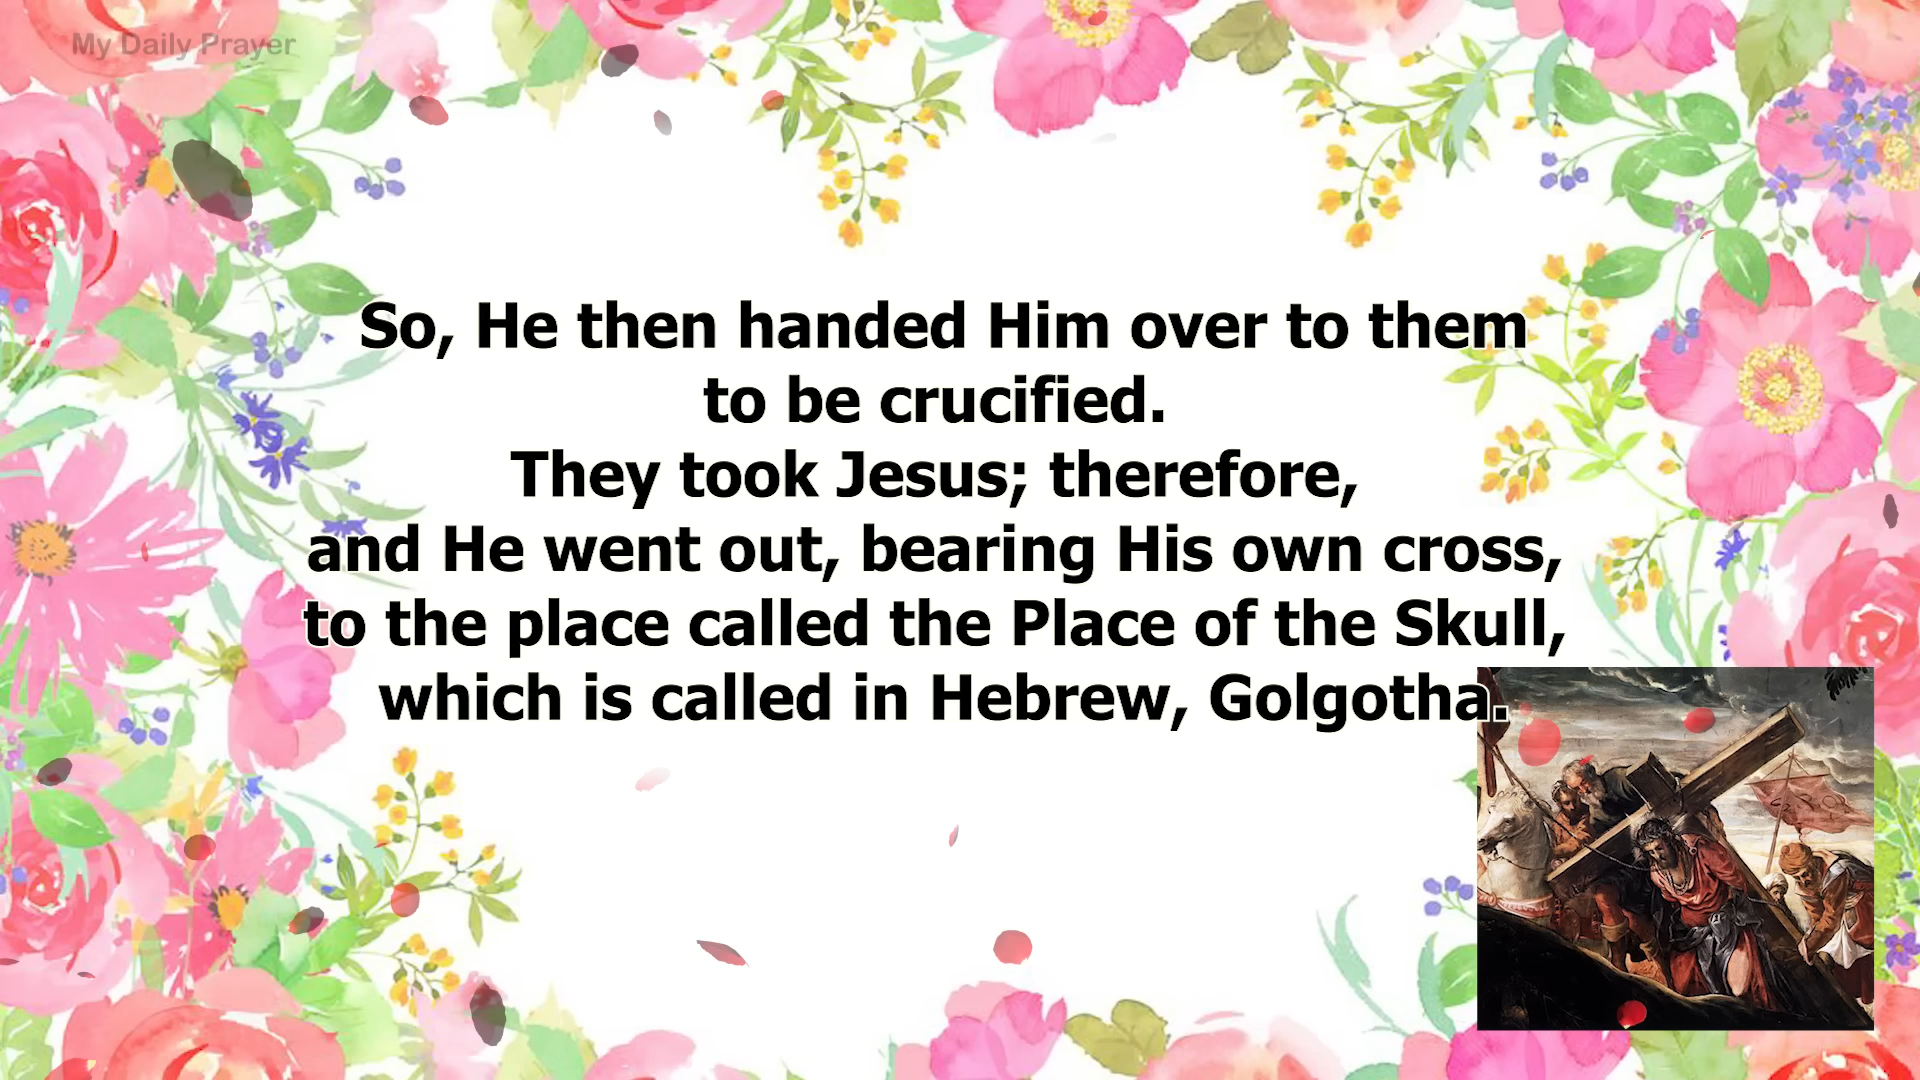 My Daily Prayer
So, He then handed Him over to them
to be crucified.
They took Jesus; therefore,
and He went out, bearing His own cross,
to the place called the Place of the Skull,
which is called in Hebrew, Golgotha.